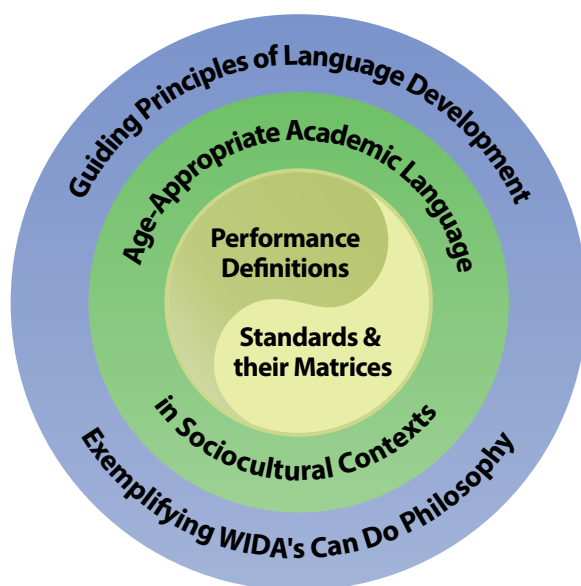 Guiding Principles of Language Development
Age-Appropriate Academic Language
Performance
Definitions
Standards &
their Matrices
in Sociocultural Contexts
Exemplifying WIDA's Can Do Philosophy